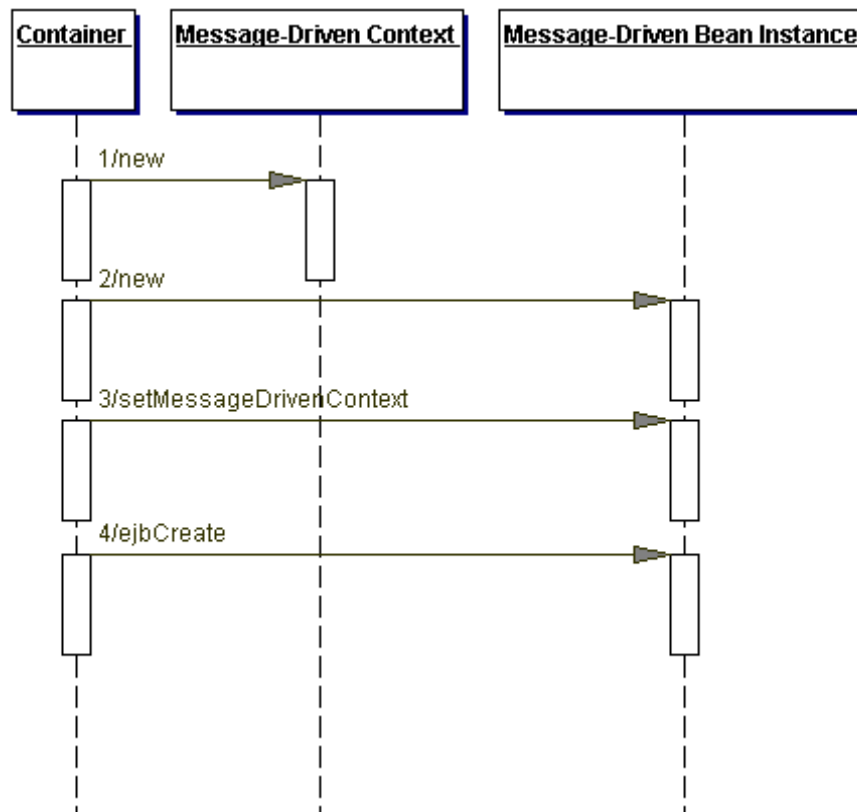 Container
Message-Driven Context
Message-Driven Bean Instance
1/new
2/new
3/setMessageDrivenContext
4/ejbCreate